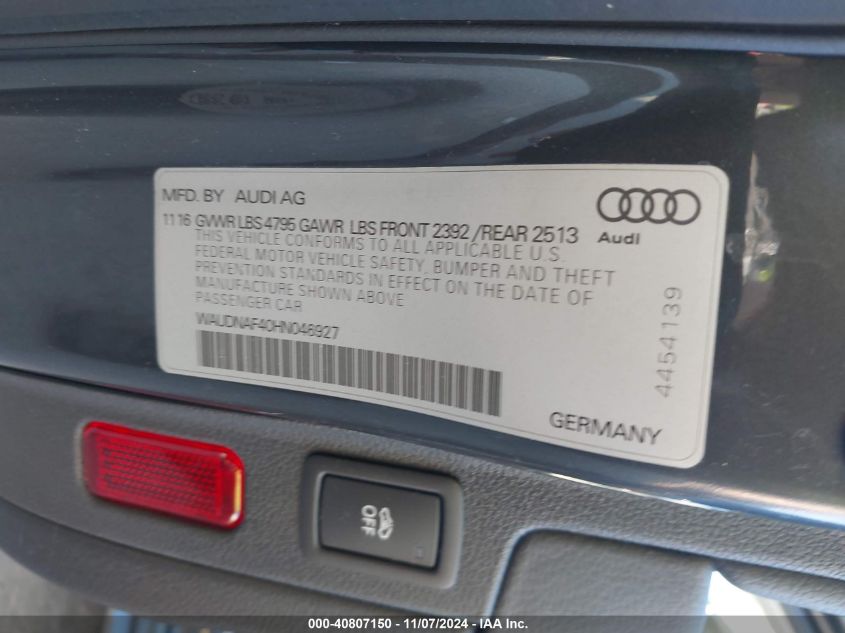 MFD. BY AUDI AG
11 16 GVWR LBS 4795 GAWR LBS FRONT 2392 /REAR 2513
THIS VEHICLE CONFORMS TO ALL APPLICABLE U.S.
FEDERAL MOTOR VEHICLE SAFETY, BUMPER AND THEFT
PREVENTION STANDARDS IN EFFECT ON THE DATE OF
MANUFACTURE SHOWN ABOVE
PASSENGER CAR
WAUDNAF40HN046927
Audi
4454139
GERMANY
OFF
000-40807150 - 11/07/2024 - IAA Inc.